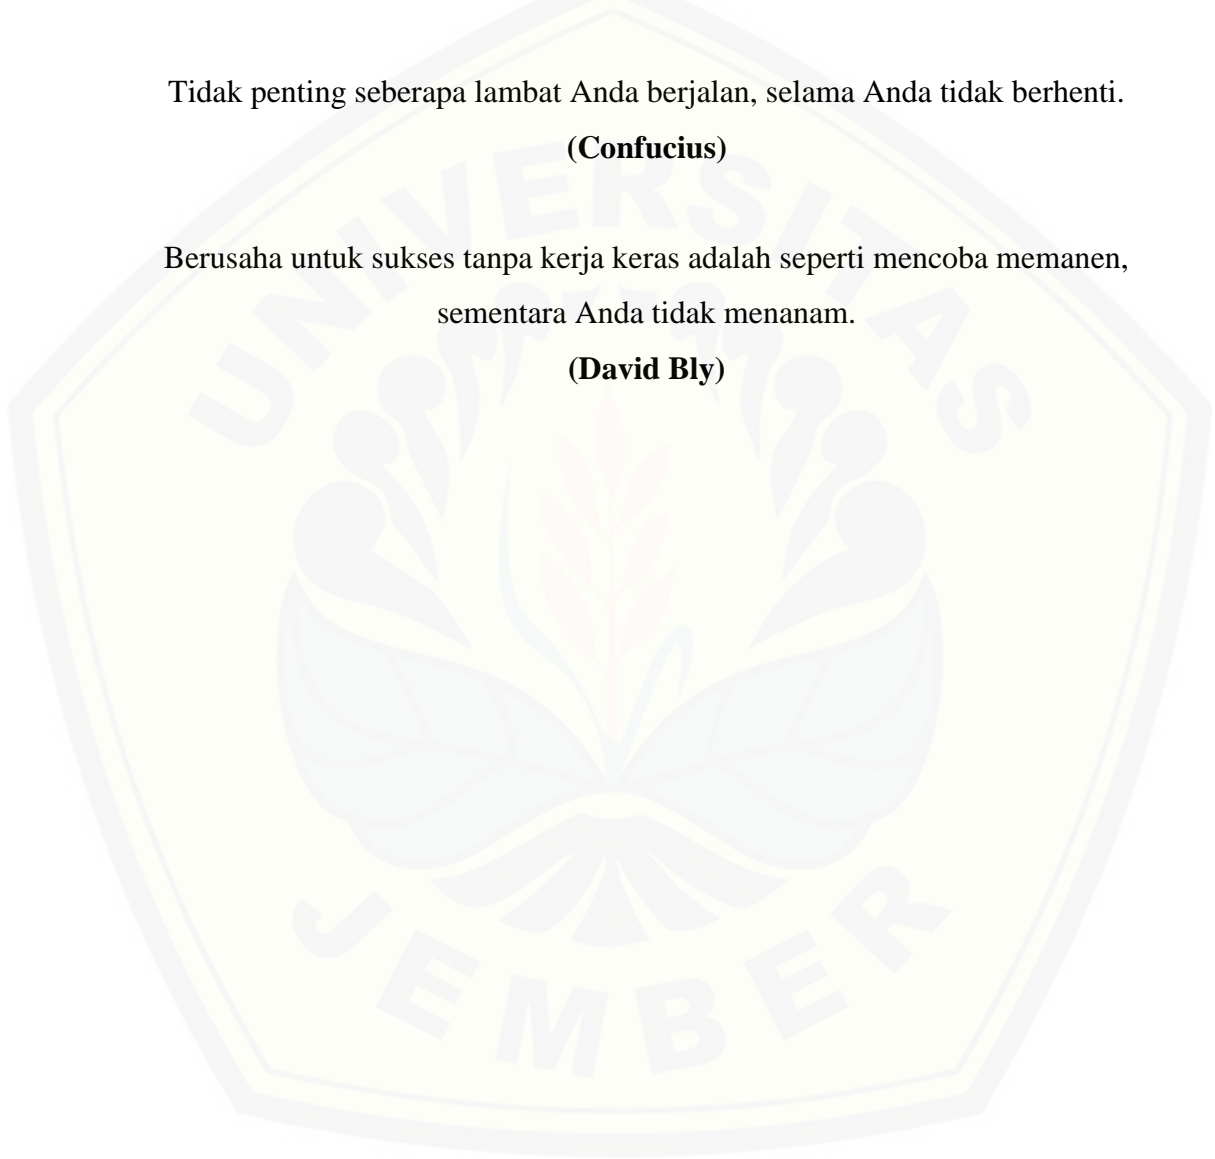 Tidak penting seberapa lambat Anda berjalan, selama Anda tidak berhenti.
(Confucius)
Berusaha untuk sukses tanpa kerja keras adalah seperti mencoba memanen,
sementara Anda tidak menanam.
(David Bly)
UNIVERSITAS
JEMBER